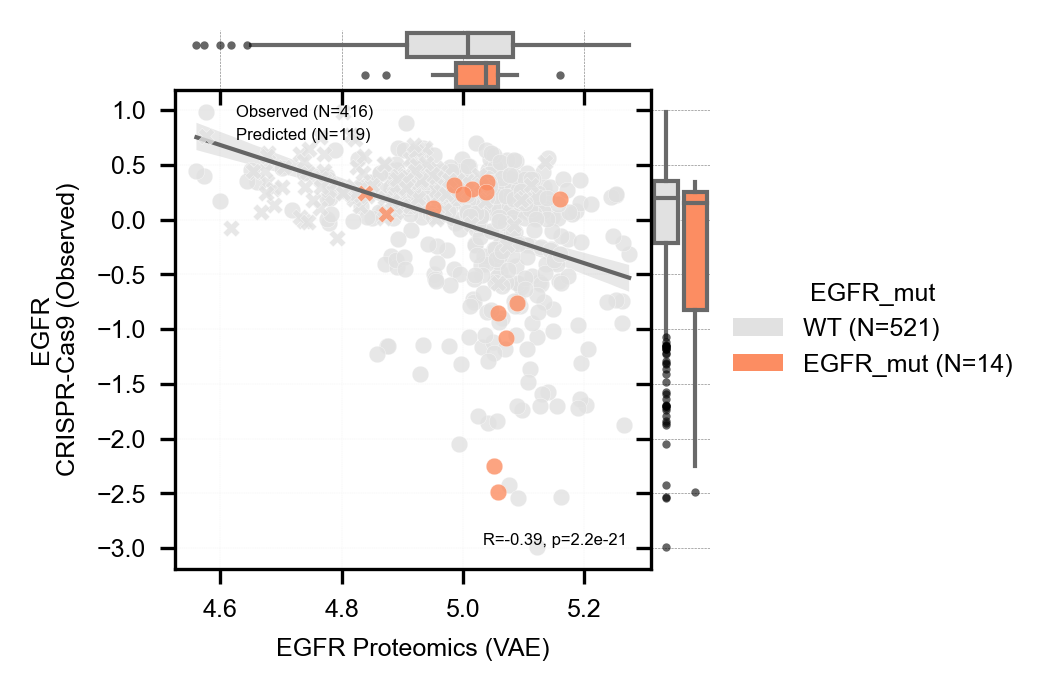 1.0
0.5
0.0
−0.5
−1.0
−1.5
−2.0
−2.5
−3.0
EGFR
CRISPR-Cas9 (Observed)
Observed (N=416)
Predicted (N=119)
R=-0.39, p=2.2e-21
4.6
4.8
5.0
5.2
EGFR Proteomics (VAE)
EGFR_mut
WT (N=521)
EGFR_mut (N=14)